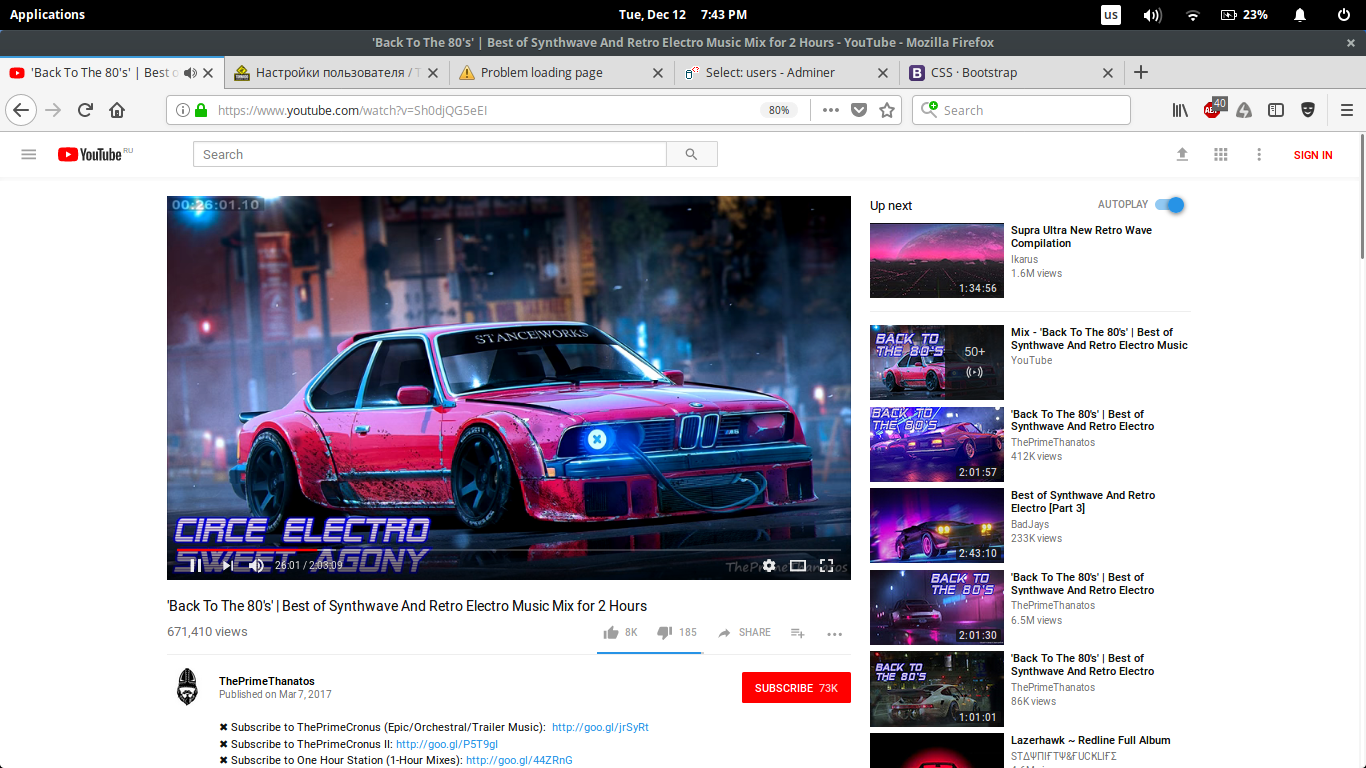 Applications
Tue, Dec 12 7:43 PM
us
23%
'Back To The 80's' | Best of Synthwave And Retro Electro Music Mix for 2 Hours - YouTube - Mozilla Firefox
'Back To The 80's' | Best o
Настройки пользователя / T
Problem loading page
Select: users - Adminer
CSS · Bootstrap
https://www.youtube.com/watch?v=Sh0djQG5eEI
80%
Search
40
YouTube RU
Search
SIGN IN
00:26:01.10
STANCE|WORKS
M6
CIRCE ELECTRO
SWEET AGONY
26:01 / 2:03:09
ThePrimeThanatos
'Back To The 80's' | Best of Synthwave And Retro Electro Music Mix for 2 Hours
671,410 views
8K
185
SHARE
ThePrimeThanatos
Published on Mar 7, 2017
SUBSCRIBE 73K
✖ Subscribe to ThePrimeCronus (Epic/Orchestral/Trailer Music): http://goo.gl/jrSyRt
✖ Subscribe to ThePrimeCronus II: http://goo.gl/P5T9gI
✖ Subscribe to One Hour Station (1-Hour Mixes): http://goo.gl/44ZRnG
Up next
AUTOPLAY
Supra Ultra New Retro Wave
Compilation
Ikarus
1.6M views
1:34:56
BACK TO
THE 80'S
50+
Mix - 'Back To The 80's' | Best of
Synthwave And Retro Electro Music
YouTube
BACK TO
THE 80'S
2:01:57
'Back To The 80's' | Best of
Synthwave And Retro Electro
ThePrimeThanatos
412K views
2:43:10
Best of Synthwave And Retro
Electro [Part 3]
BadJays
233K views
BACK TO
THE 80'S
2:01:30
'Back To The 80's' | Best of
Synthwave And Retro Electro
ThePrimeThanatos
6.5M views
BACK TO
THE 80'S
1:01:01
'Back To The 80's' | Best of
Synthwave And Retro Electro
ThePrimeThanatos
86K views
Lazerhawk ~ Redline Full Album